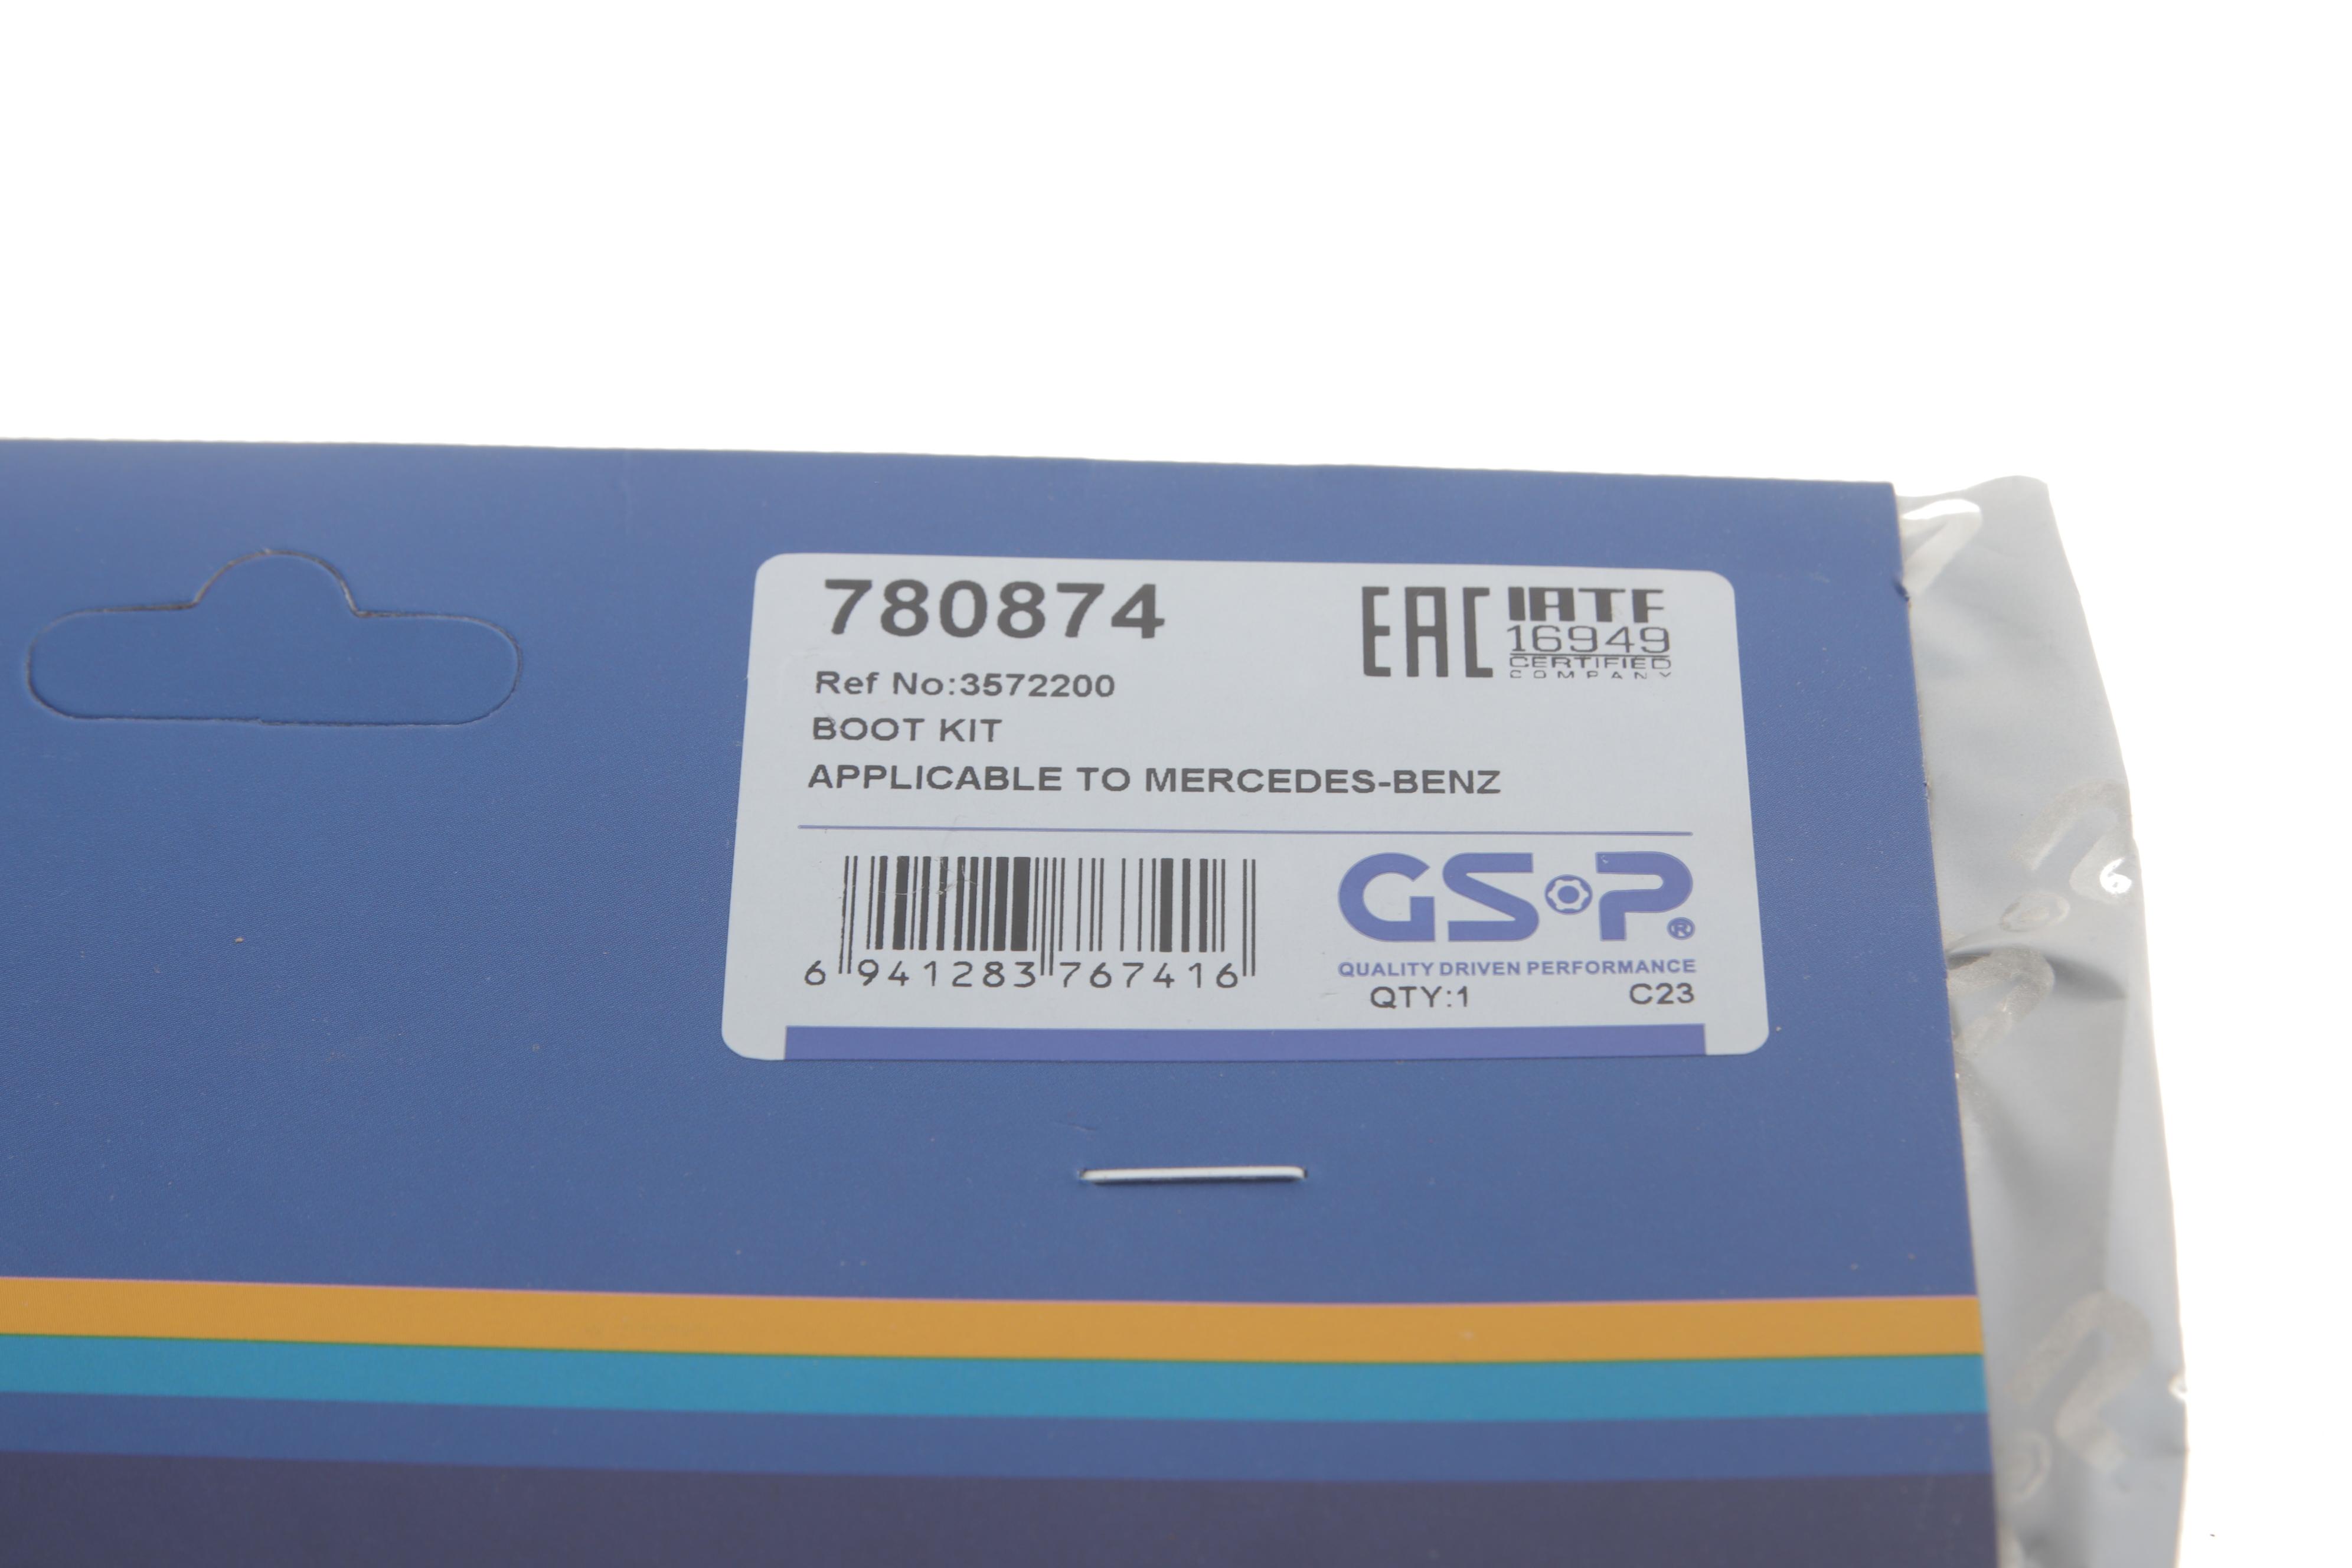 780874
EAC
IATF
16949
CERTIFIED
COMPANY
Ref No:3572200
BOOT KIT
APPLICABLE TO MERCEDES-BENZ
6 941283 767416
GSP®
QUALITY DRIVEN PERFORMANCE
QTY:1 C23